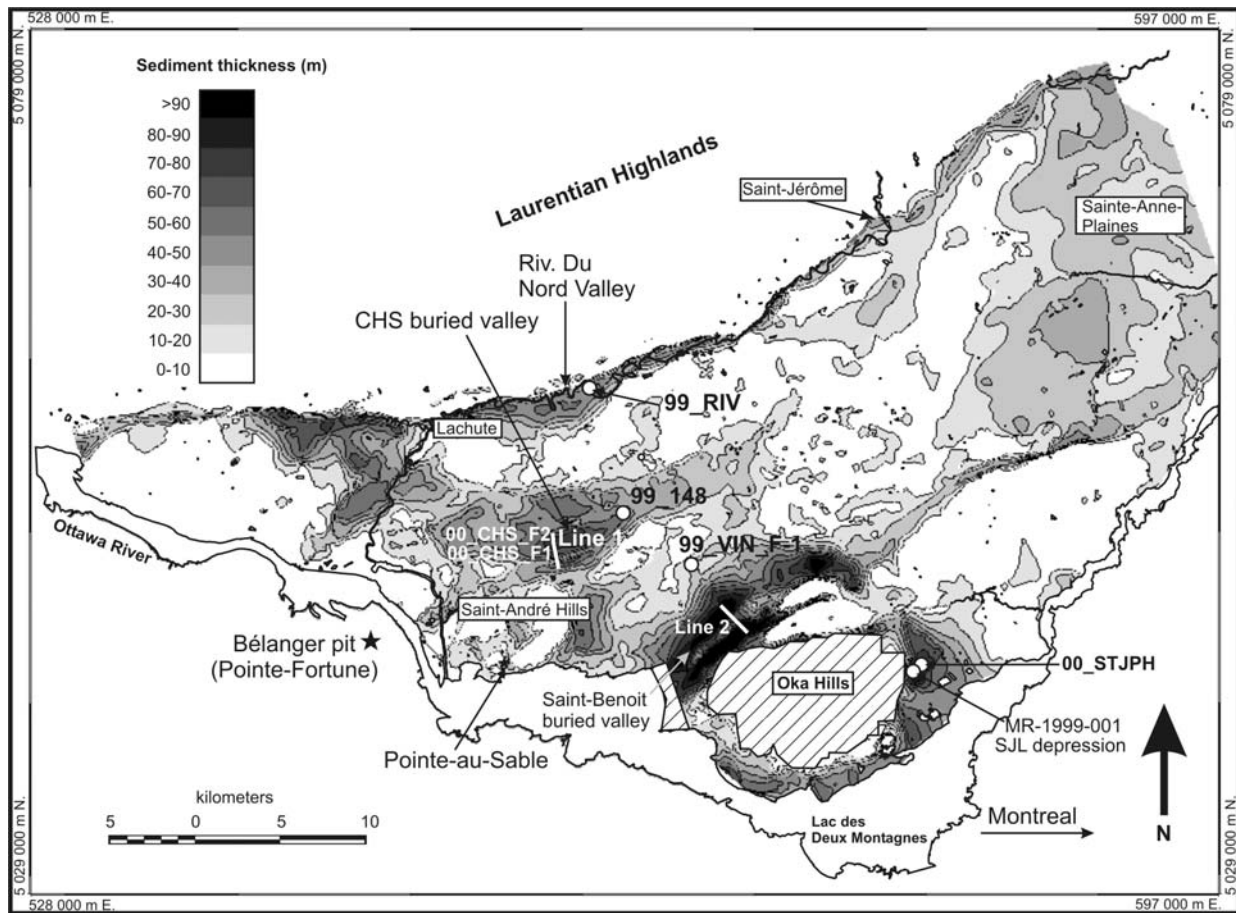 528 000 m E.
597 000 m E.
5 079 000 m N.
5 079 000 m N.
Sediment thickness (m)
>90
80-90
70-80
60-70
50-60
40-50
30-40
20-30
10-20
0-10
Laurentian Highlands
Saint-Jérôme
Sainte-Anne-
Plaines
Riv. Du
Nord Valley
CHS buried valley
99_RIV
Lachute
99_148
00_CHS_F2
Line 1
00_CHS_F1
99_VIN_F-1
Ottawa River
Saint-André Hills
Line 2
Bélanger pit
(Pointe-Fortune)
00_STJPH
Oka Hills
Saint-Benoit
buried valley
MR-1999-001
SJL depression
Pointe-au-Sable
kilometers
5
0
5
10
Lac des
Deux Montagnes
Montreal
N
5 029 000 m N.
5 029 000 m N.
528 000 m E.
597 000 m E.